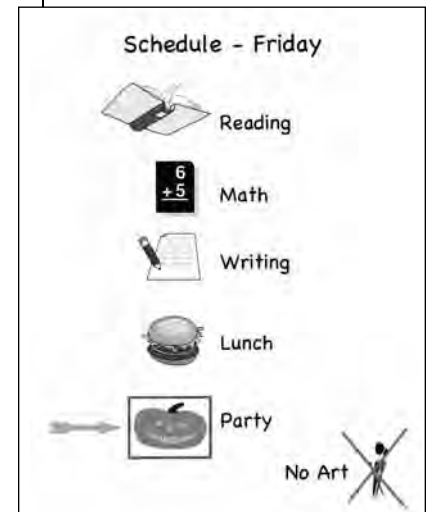 Schedule - Friday
Reading
6
+5
Math
Writing
Lunch
Party
No Art